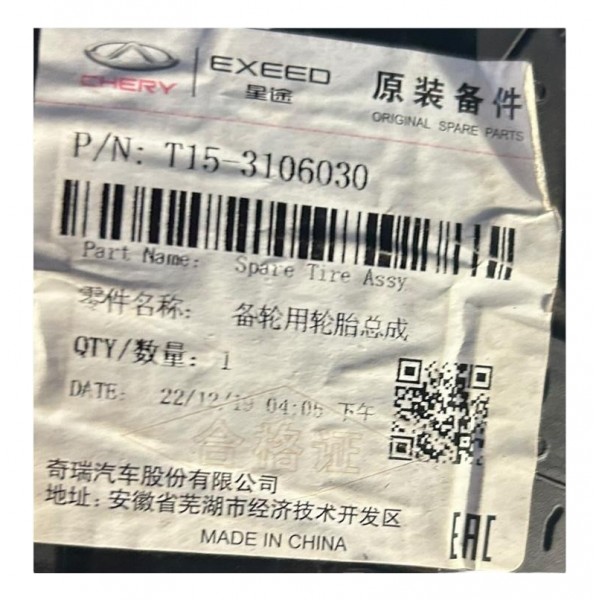 CHERY
EXEED
星途
原装备件
ORIGINAL SPARE PARTS
P/N: T15-3106030
Part Name: Spare Tire Assy
零件名称: 备轮用轮胎总成
QTY/数量: 1
DATE: 22/12/19 04:05 下午
合格证
奇瑞汽车股份有限公司
地址: 安徽省芜湖市经济技术开发区
MADE IN CHINA
EAC